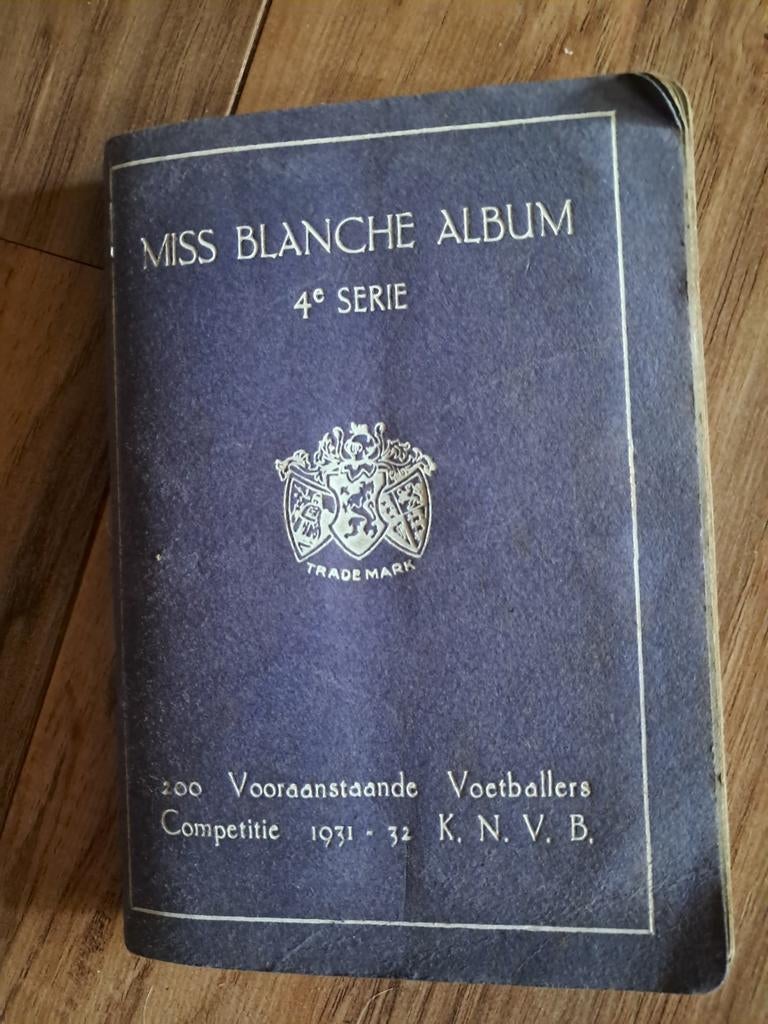 MISS BLANCHE ALBUM
4e SERIE
TRADE MARK
200 Vooraanstaande Voetballers
Competitie 1931 - 32 K. N. V. B.